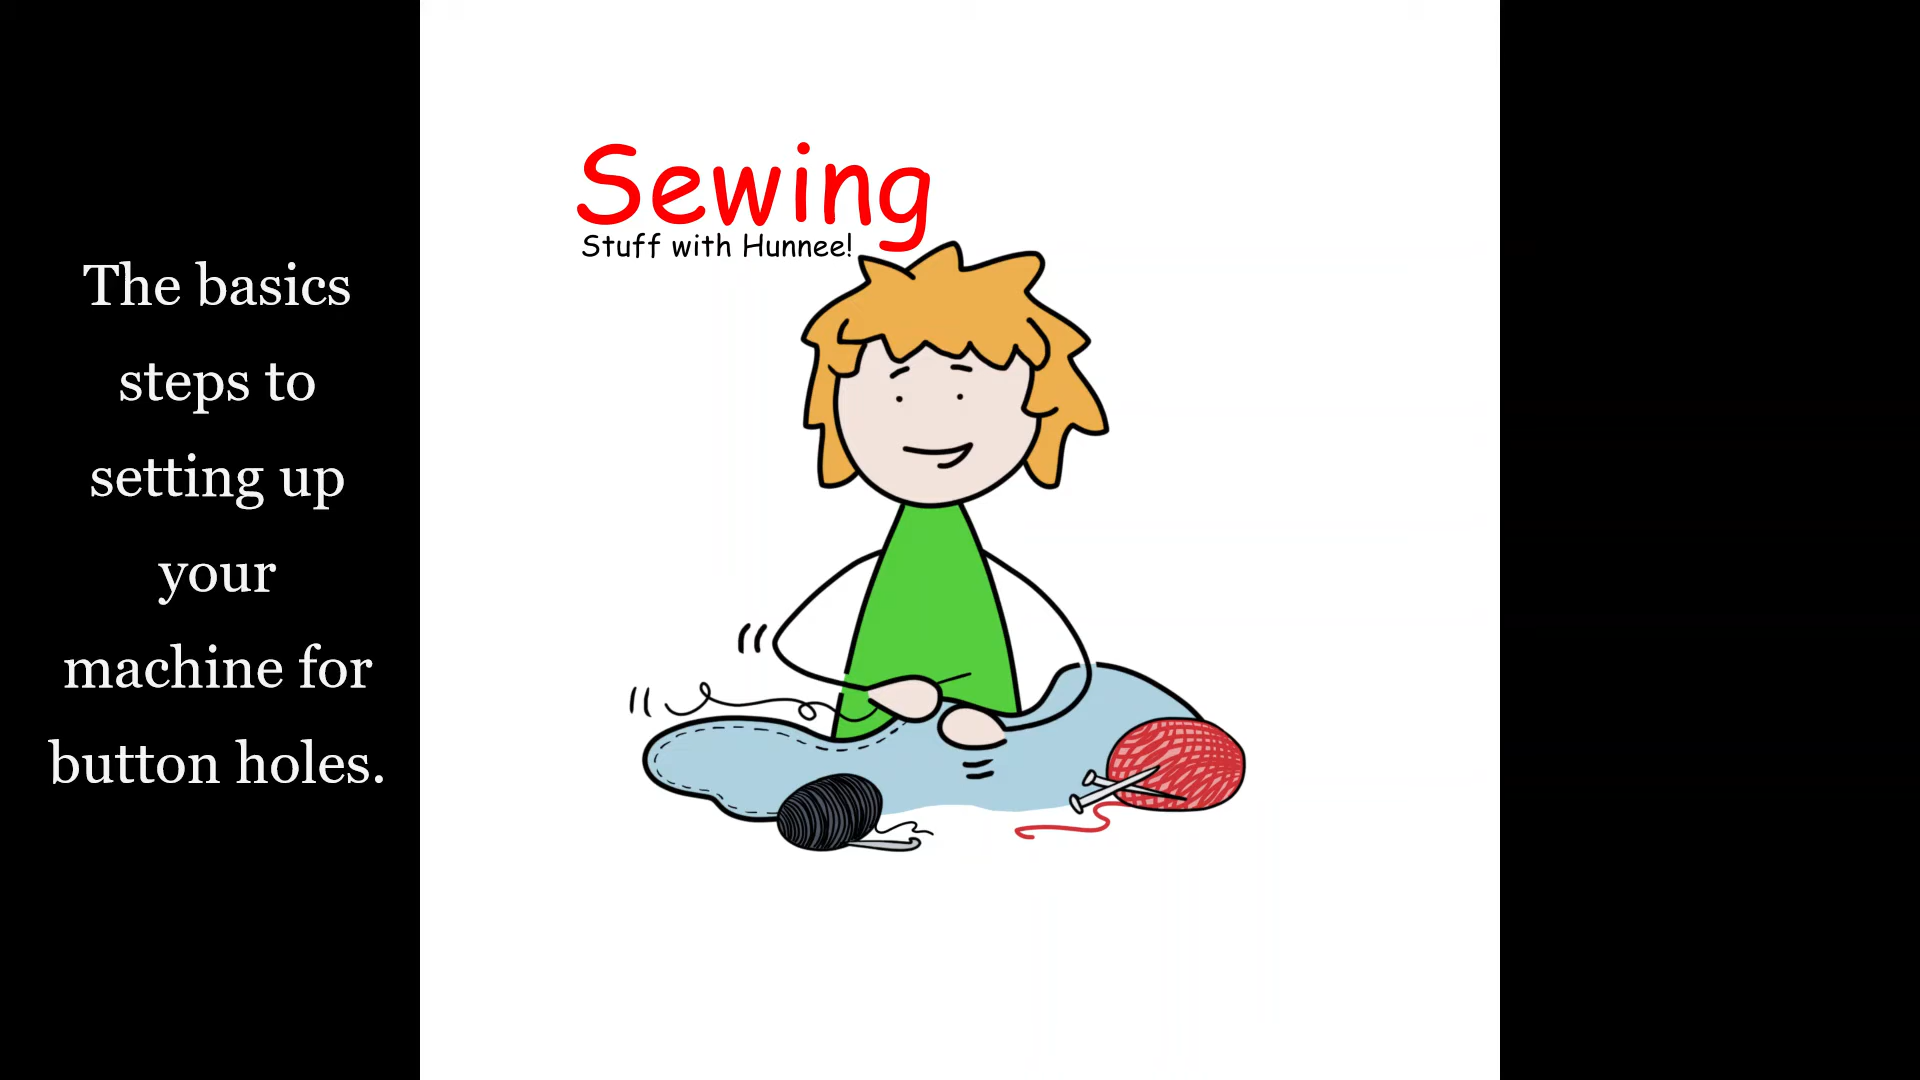 The basics
steps to
setting up
your
machine for
button holes.
Sewing
Stuff with Hunnee!